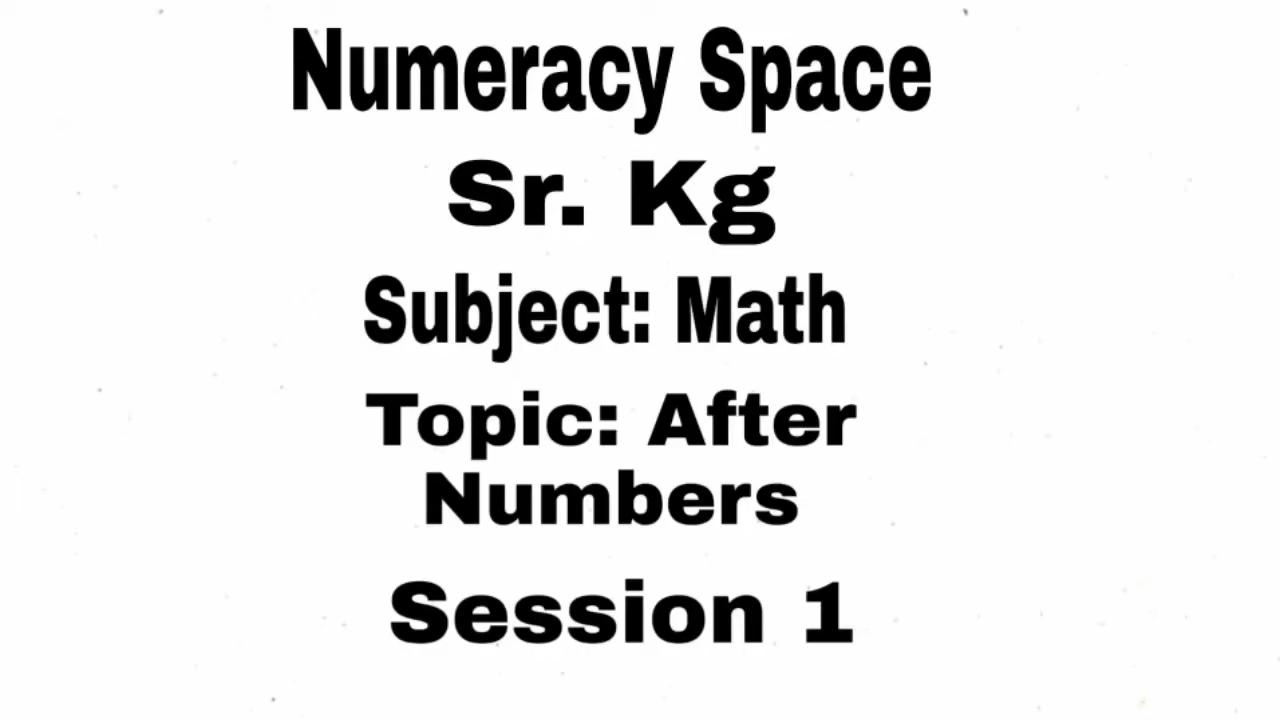 Numeracy Space
Sr. Kg
Subject: Math
Topic: After
Numbers
Session 1